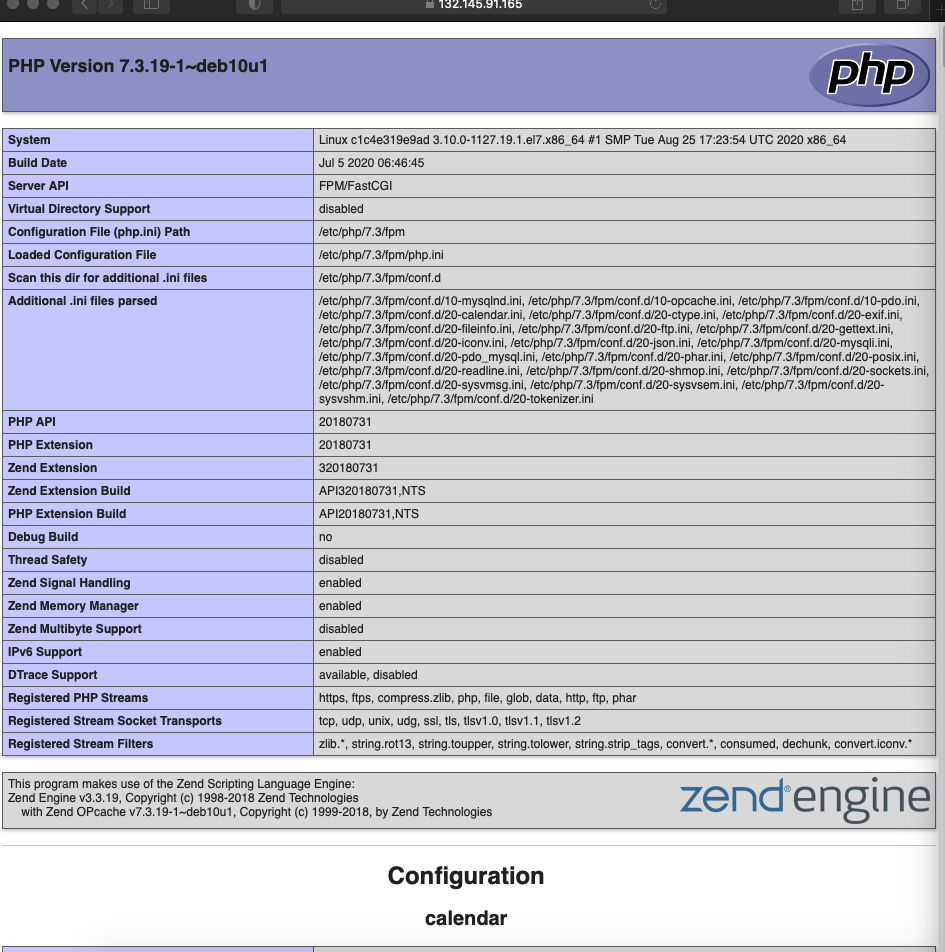 132.145.91.165
PHP Version 7.3.19-1~deb10u1
php
System Linux c1c4e319e9ad 3.10.0-1127.19.1.el7.x86_64 #1 SMP Tue Aug 25 17:23:54 UTC 2020 x86_64
Build Date Jul 5 2020 06:46:45
Server API FPM/FastCGI
Virtual Directory Support disabled
Configuration File (php.ini) Path /etc/php/7.3/fpm
Loaded Configuration File /etc/php/7.3/fpm/php.ini
Scan this dir for additional .ini files /etc/php/7.3/fpm/conf.d
Additional .ini files parsed /etc/php/7.3/fpm/conf.d/10-mysqlnd.ini, /etc/php/7.3/fpm/conf.d/10-opcache.ini, /etc/php/7.3/fpm/conf.d/10-pdo.ini,
/etc/php/7.3/fpm/conf.d/20-calendar.ini, /etc/php/7.3/fpm/conf.d/20-ctype.ini, /etc/php/7.3/fpm/conf.d/20-exif.ini,
/etc/php/7.3/fpm/conf.d/20-fileinfo.ini, /etc/php/7.3/fpm/conf.d/20-ftp.ini, /etc/php/7.3/fpm/conf.d/20-gettext.ini,
/etc/php/7.3/fpm/conf.d/20-iconv.ini, /etc/php/7.3/fpm/conf.d/20-json.ini, /etc/php/7.3/fpm/conf.d/20-mysqli.ini,
/etc/php/7.3/fpm/conf.d/20-pdo_mysql.ini, /etc/php/7.3/fpm/conf.d/20-phar.ini, /etc/php/7.3/fpm/conf.d/20-posix.ini,
/etc/php/7.3/fpm/conf.d/20-readline.ini, /etc/php/7.3/fpm/conf.d/20-shmop.ini, /etc/php/7.3/fpm/conf.d/20-sockets.ini,
/etc/php/7.3/fpm/conf.d/20-sysvmsg.ini, /etc/php/7.3/fpm/conf.d/20-sysvsem.ini, /etc/php/7.3/fpm/conf.d/20-
sysvshm.ini, /etc/php/7.3/fpm/conf.d/20-tokenizer.ini
PHP API 20180731
PHP Extension 20180731
Zend Extension 320180731
Zend Extension Build API320180731,NTS
PHP Extension Build API20180731,NTS
Debug Build no
Thread Safety disabled
Zend Signal Handling enabled
Zend Memory Manager enabled
Zend Multibyte Support disabled
IPv6 Support enabled
DTrace Support available, disabled
Registered PHP Streams https, ftps, compress.zlib, php, file, glob, data, http, ftp, phar
Registered Stream Socket Transports tcp, udp, unix, udg, ssl, tls, tlsv1.0, tlsv1.1, tlsv1.2
Registered Stream Filters zlib.*, string.rot13, string.toupper, string.tolower, string.strip_tags, convert.*, consumed, dechunk, convert.iconv.*
This program makes use of the Zend Scripting Language Engine:
Zend Engine v3.3.19, Copyright (c) 1998-2018 Zend Technologies
with Zend OPcache v7.3.19-1~deb10u1, Copyright (c) 1999-2018, by Zend Technologies
zend®engine
Configuration
calendar